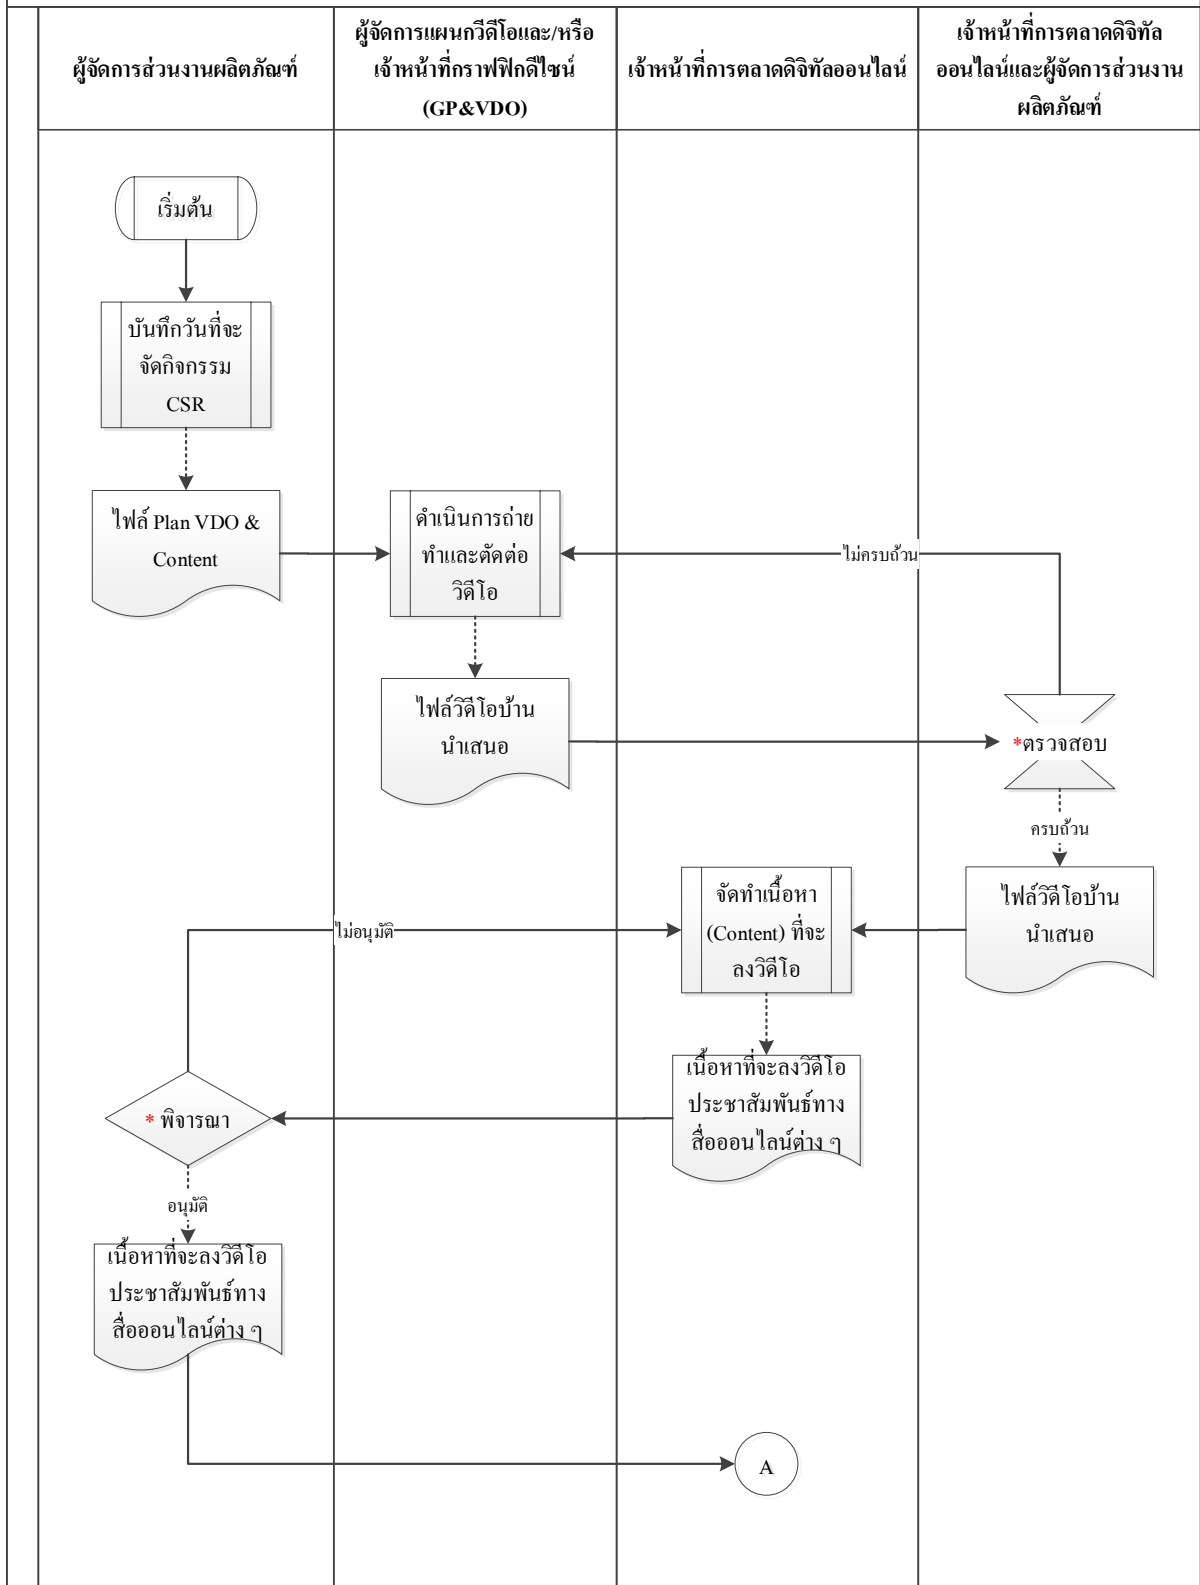 ผู้จัดการส่วนงานผลิตภัณฑ์
ผู้จัดการแผนกวีดีโอและ/หรือ
เจ้าหน้าที่กราฟฟิกดีไซน์
(GP&VDO)
เจ้าหน้าที่การตลาดดิจิทัลออนไลน์
เจ้าหน้าที่การตลาดดิจิทัล
ออนไลน์และผู้จัดการส่วนงาน
ผลิตภัณฑ์
เริ่มต้น
บันทึกวันที่จะ
จัดกิจกรรม
CSR
ไฟล์ Plan VDO &
Content
ดำเนินการถ่าย
ทำและตัดต่อ
วิดีโอ
ไม่ครบถ้วน
ไฟล์วิดีโอบ้าน
นำเสนอ
*ตรวจสอบ
ครบถ้วน
ไฟล์วิดีโอบ้าน
นำเสนอ
จัดทำเนื้อหา
(Content) ที่จะ
ลงวิดีโอ
ไม่อนุมัติ
เนื้อหาที่จะลงวิดีโอ
ประชาสัมพันธ์ทาง
สื่อออนไลน์ต่าง ๆ
* พิจารณา
อนุมัติ
เนื้อหาที่จะลงวิดีโอ
ประชาสัมพันธ์ทาง
สื่อออนไลน์ต่าง ๆ
A